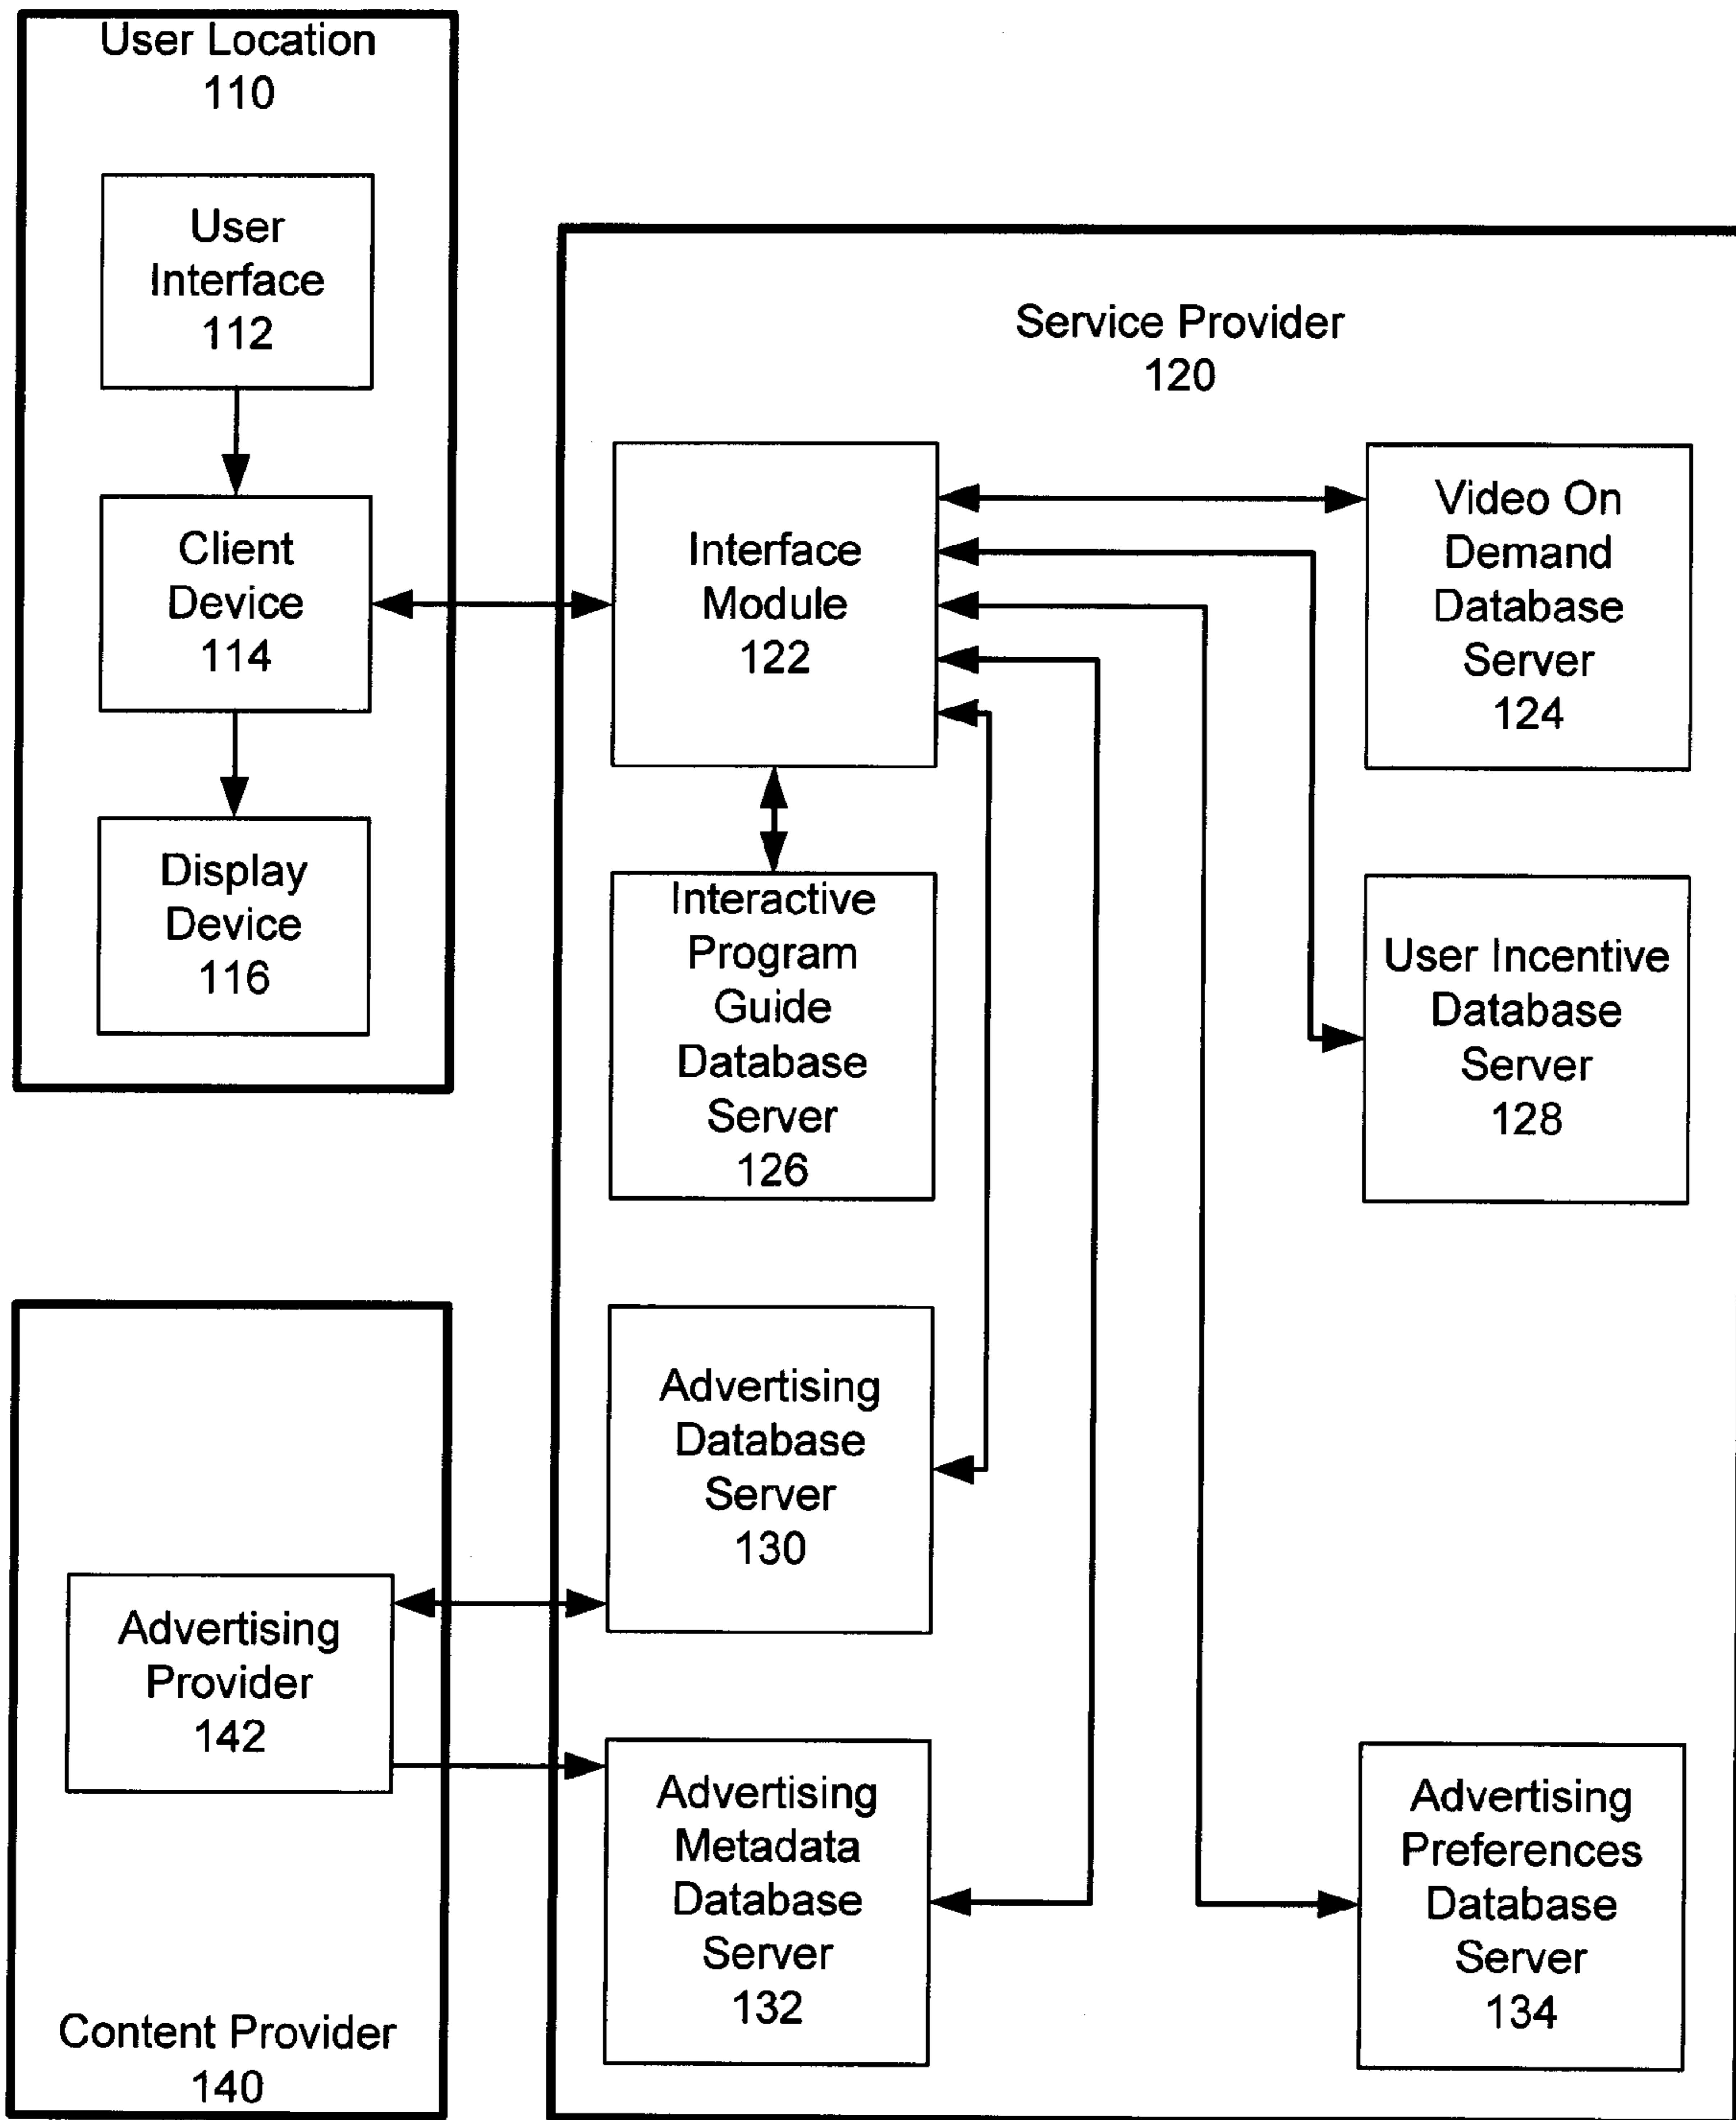 User Location
110
User
Interface
112
Client
Device
114
Display
Device
116
Service Provider
120
Interface
Module
122
Video On
Demand
Database
Server
124
Interactive
Program
Guide
Database
Server
126
User Incentive
Database
Server
128
Advertising
Database
Server
130
Advertising
Provider
142
Content Provider
140
Advertising
Metadata
Database
Server
132
Advertising
Preferences
Database
Server
134